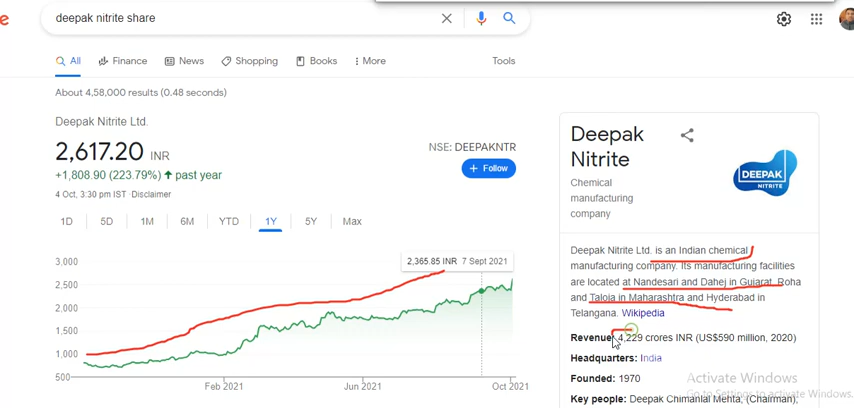 deepak nitrite share
All
Finance
News
Shopping
Books
More
Tools
About 4,58,000 results (0.48 seconds)
Deepak Nitrite Ltd.
2,617.20 INR
NSE: DEEPAKNTR
+1,808.90 (223.79%) past year
Follow
4 Oct, 3:30 pm IST · Disclaimer
1D
5D
1M
6M
YTD
1Y
5Y
Max
2,365.85 INR 7 Sept 2021
3,000
2,500
2,000
1,500
1,000
500
Feb 2021
Jun 2021
Oct 2021
Deepak
Nitrite
Chemical
manufacturing
company
DEEPAK
NITRITE
Deepak Nitrite Ltd. is an Indian chemical
manufacturing company. Its manufacturing facilities
are located at Nandesari and Dahej in Gujarat, Roha
and Taloja in Maharashtra and Hyderabad in
Telangana. Wikipedia
Revenue: 4,229 crores INR (US$590 million, 2020)
Headquarters: India
Founded: 1970
Key people: Deepak Chimanlal Mehta; (Chairman),
Activate Windows
Go to Settings to activate Windows.